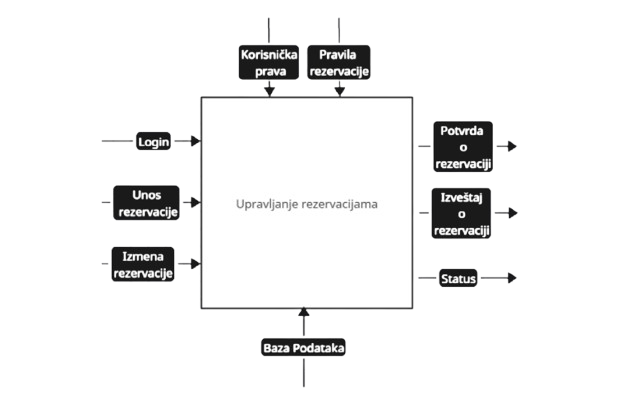 Korisnička
prava
Pravila
rezervacije
Login
Unos
rezervacije
Izmena
rezervacije
Upravljanje rezervacijama
Potvrda
o
rezervaciji
Izveštaj
o
rezervaciji
Status
Baza Podataka